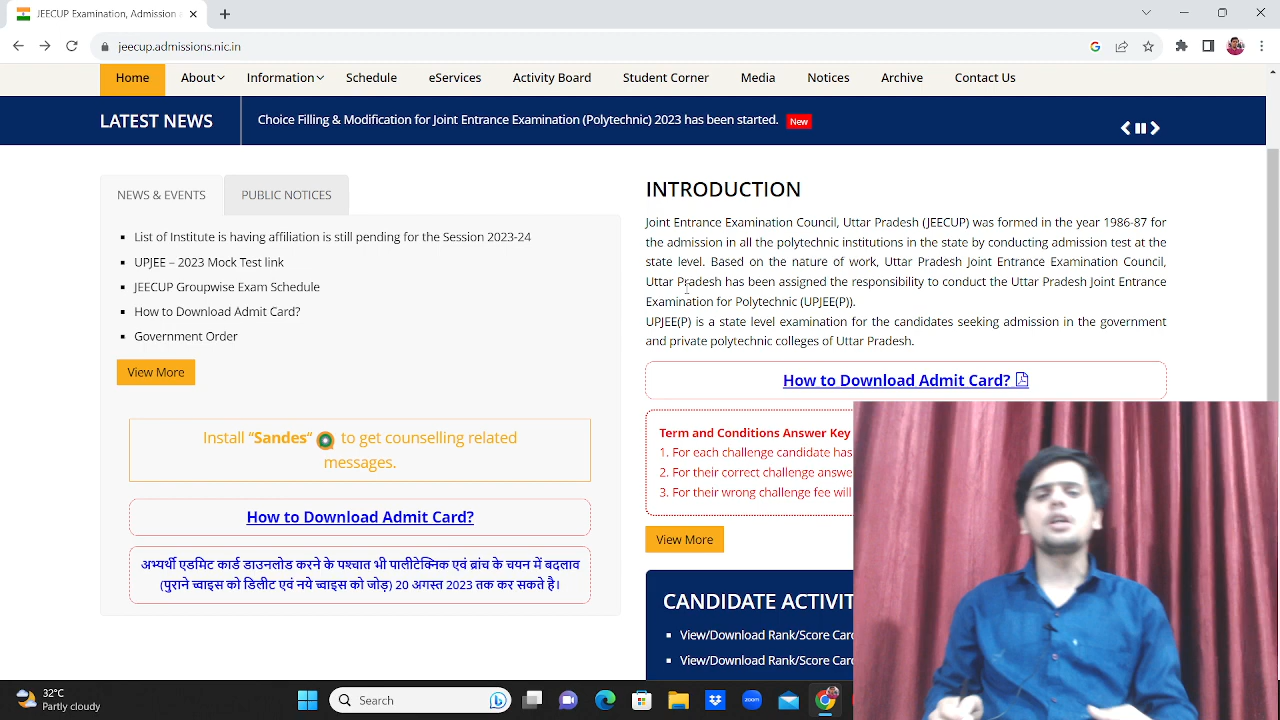 JEECUP Examination, Admission
jeecup.admissions.nic.in
Home About Information Schedule eServices Activity Board Student Corner Media Notices Archive Contact Us
LATEST NEWS Choice Filling & Modification for Joint Entrance Examination (Polytechnic) 2023 has been started. New
NEWS & EVENTS PUBLIC NOTICES
List of Institute is having affiliation is still pending for the Session 2023-24
UPJEE – 2023 Mock Test link
JEECUP Groupwise Exam Schedule
How to Download Admit Card?
Government Order
View More
Install “Sandes“ to get counselling related
messages.
How to Download Admit Card?
अभ्यर्थी एडमिट कार्ड डाउनलोड करने के पश्चात भी पालीटेक्निक एवं ब्रांच के चयन में बदलाव
(पुराने च्वाइस को डिलीट एवं नये च्वाइस को जोड़) 20 अगस्त 2023 तक कर सकते है।
INTRODUCTION
Joint Entrance Examination Council, Uttar Pradesh (JEECUP) was formed in the year 1986-87 for
the admission in all the polytechnic institutions in the state by conducting admission test at the
state level. Based on the nature of work, Uttar Pradesh Joint Entrance Examination Council,
Uttar Pradesh has been assigned the responsibility to conduct the Uttar Pradesh Joint Entrance
Examination for Polytechnic (UPJEE(P)).
UPJEE(P) is a state level examination for the candidates seeking admission in the government
and private polytechnic colleges of Uttar Pradesh.
How to Download Admit Card?
Term and Conditions Answer Key
1. For each challenge candidate has
2. For their correct challenge answe
3. For their wrong challenge fee will
View More
CANDIDATE ACTIVIT
View/Download Rank/Score Car
View/Download Rank/Score Car
32°C
Partly cloudy
Search
zoom